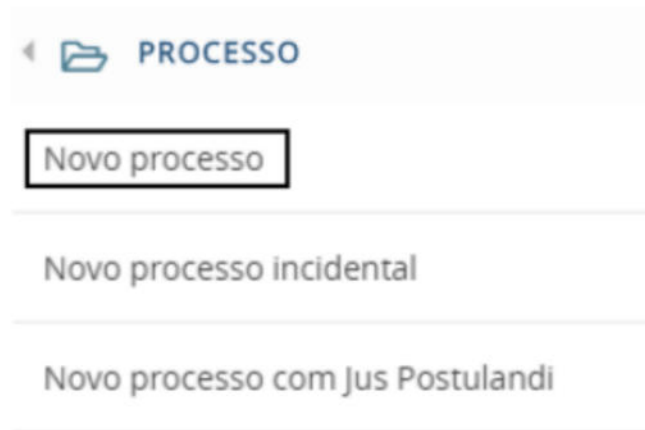 PROCESSO
Novo processo
Novo processo incidental
Novo processo com Jus Postulandi